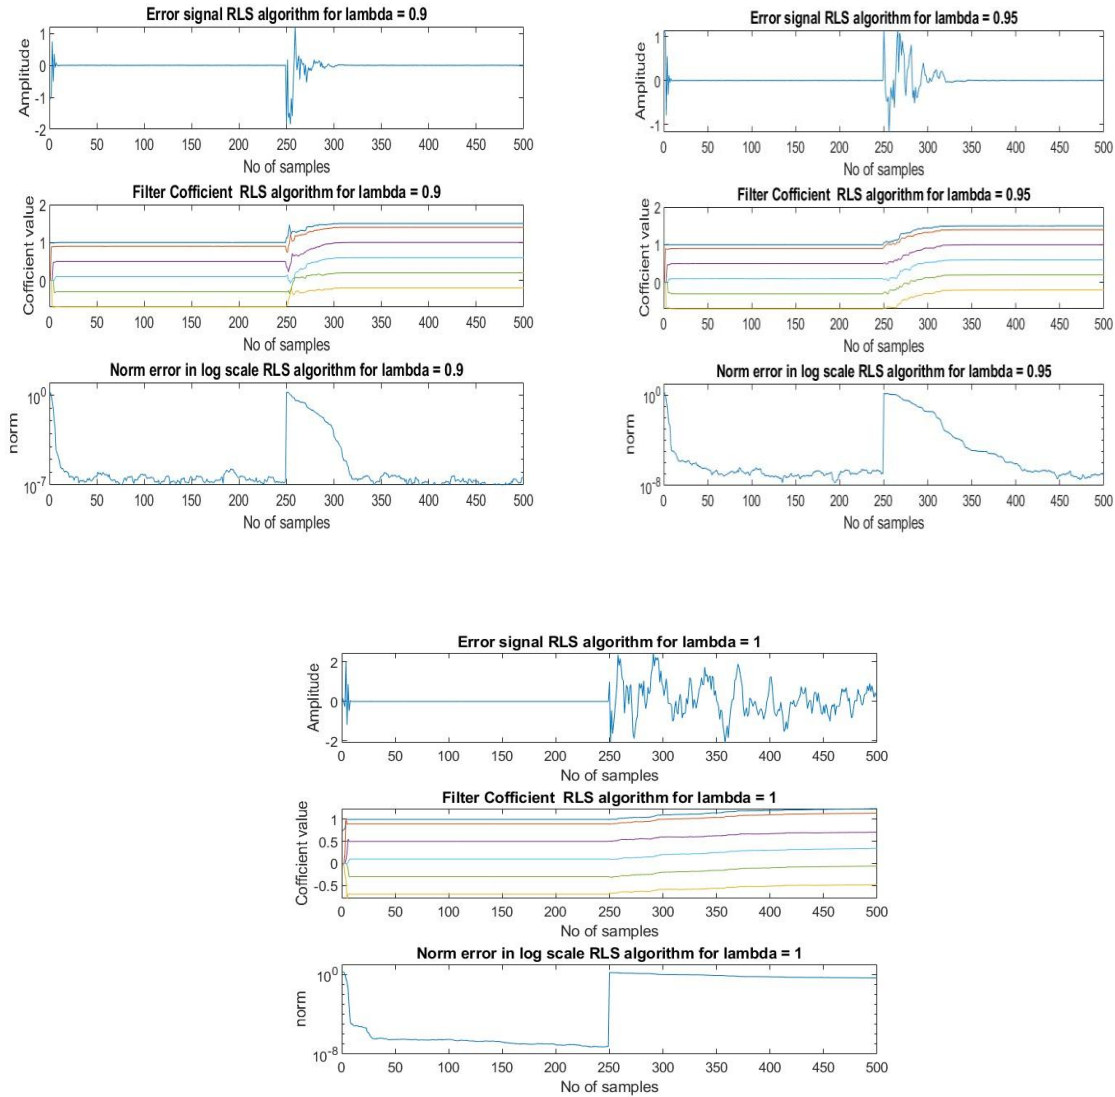 Error signal RLS algorithm for lambda = 0.9
Amplitude
1
0
-1
-2
0 50 100 150 200 250 300 350 400 450 500
No of samples
Filter Cofficient RLS algorithm for lambda = 0.9
Cofficient value
2
1
0
0 50 100 150 200 250 300 350 400 450 500
No of samples
Norm error in log scale RLS algorithm for lambda = 0.9
norm
10^0
10^-7
0 50 100 150 200 250 300 350 400 450 500
No of samples
Error signal RLS algorithm for lambda = 0.95
Amplitude
1
0
-1
0 50 100 150 200 250 300 350 400 450 500
No of samples
Filter Cofficient RLS algorithm for lambda = 0.95
Cofficient value
2
1
0
0 50 100 150 200 250 300 350 400 450 500
No of samples
Norm error in log scale RLS algorithm for lambda = 0.95
norm
10^0
10^-8
0 50 100 150 200 250 300 350 400 450 500
No of samples
Error signal RLS algorithm for lambda = 1
Amplitude
2
0
-2
0 50 100 150 200 250 300 350 400 450 500
No of samples
Filter Cofficient RLS algorithm for lambda = 1
Cofficient value
1
0.5
0
-0.5
0 50 100 150 200 250 300 350 400 450 500
No of samples
Norm error in log scale RLS algorithm for lambda = 1
norm
10^0
10^-8
0 50 100 150 200 250 300 350 400 450 500
No of samples